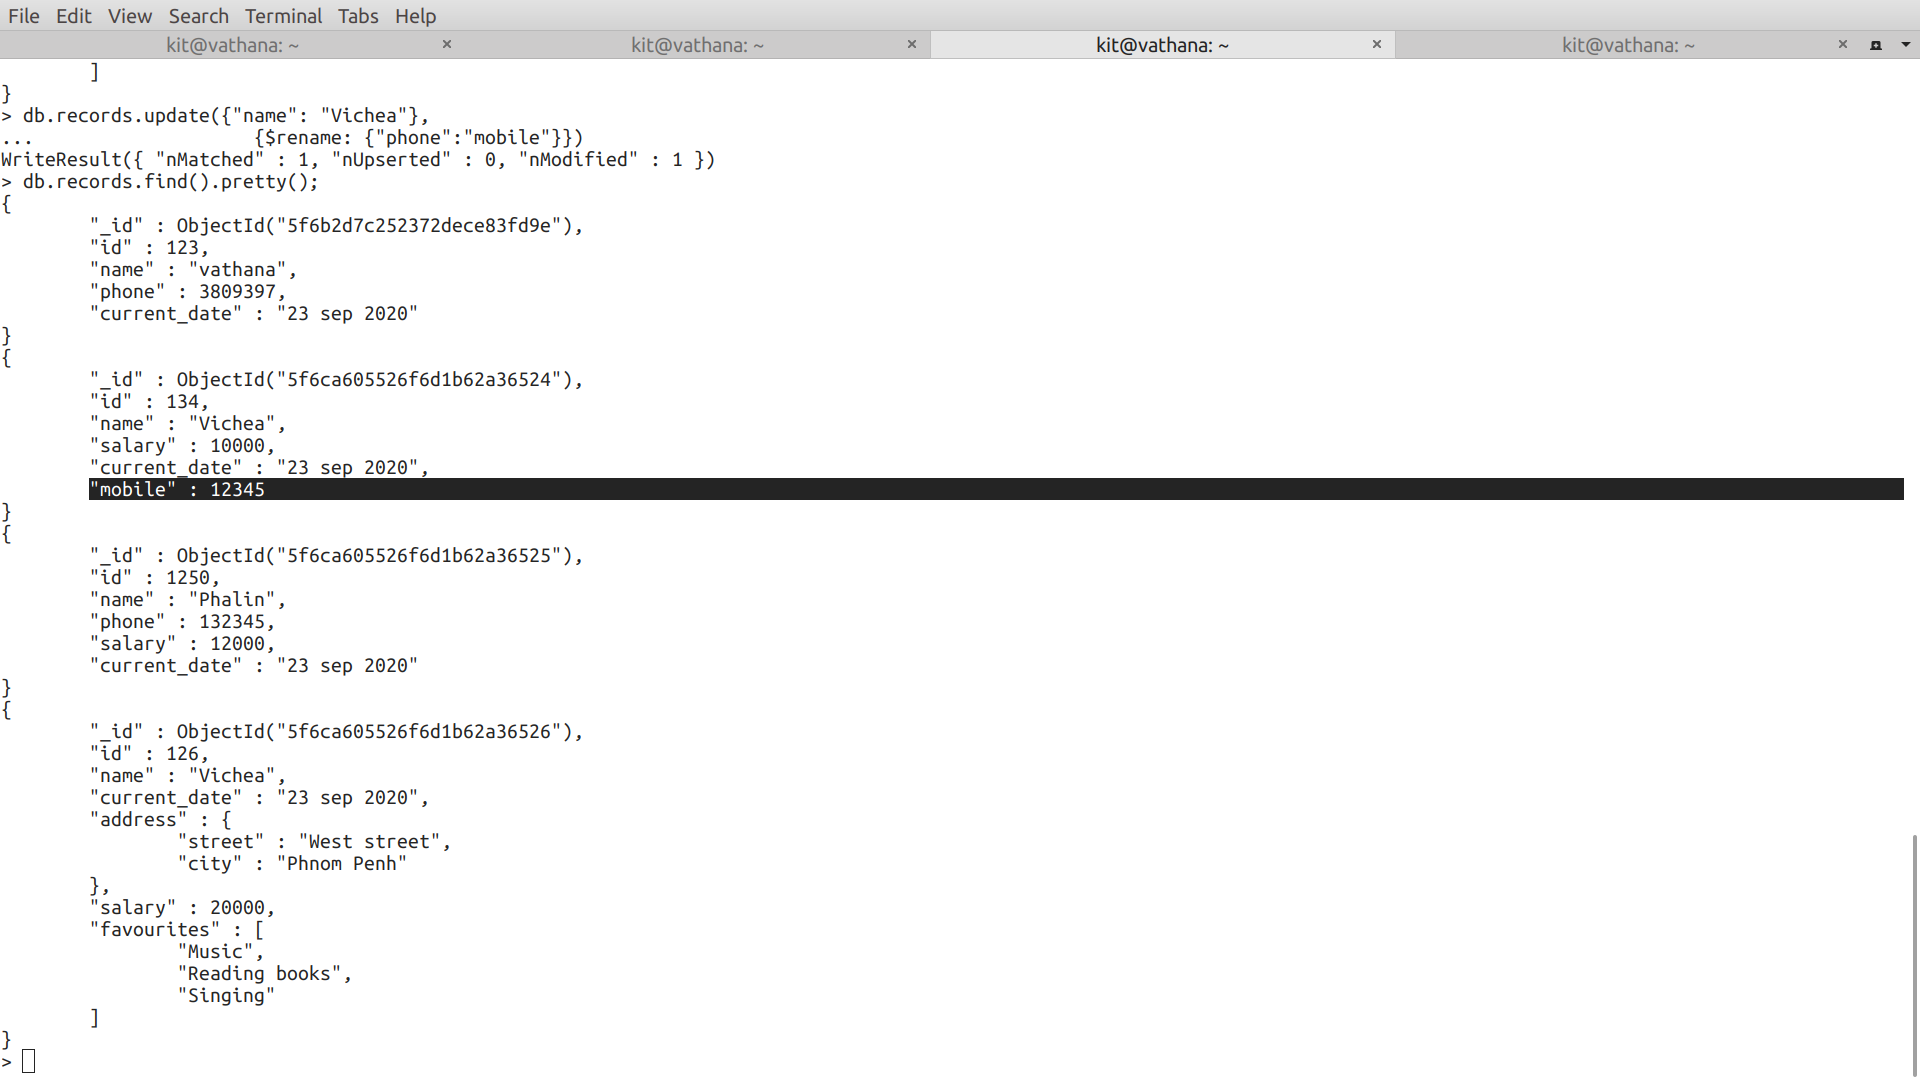 File Edit View Search Terminal Tabs Help
kit@vathana: ~ × kit@vathana: ~ × kit@vathana: ~ × kit@vathana: ~ ×
        ]
}
> db.records.update({"name": "Vichea"},
...                    {$rename: {"phone":"mobile"}})
WriteResult({ "nMatched" : 1, "nUpserted" : 0, "nModified" : 1 })
> db.records.find().pretty();
{
        "_id" : ObjectId("5f6b2d7c252372dece83fd9e"),
        "id" : 123,
        "name" : "vathana",
        "phone" : 3809397,
        "current_date" : "23 sep 2020"
}
{
        "_id" : ObjectId("5f6ca605526f6d1b62a36524"),
        "id" : 134,
        "name" : "Vichea",
        "salary" : 10000,
        "current_date" : "23 sep 2020",
        "mobile" : 12345
}
{
        "_id" : ObjectId("5f6ca605526f6d1b62a36525"),
        "id" : 1250,
        "name" : "Phalin",
        "phone" : 132345,
        "salary" : 12000,
        "current_date" : "23 sep 2020"
}
{
        "_id" : ObjectId("5f6ca605526f6d1b62a36526"),
        "id" : 126,
        "name" : "Vichea",
        "current_date" : "23 sep 2020",
        "address" : {
                "street" : "West street",
                "city" : "Phnom Penh"
        },
        "salary" : 20000,
        "favourites" : [
                "Music",
                "Reading books",
                "Singing"
        ]
}
>